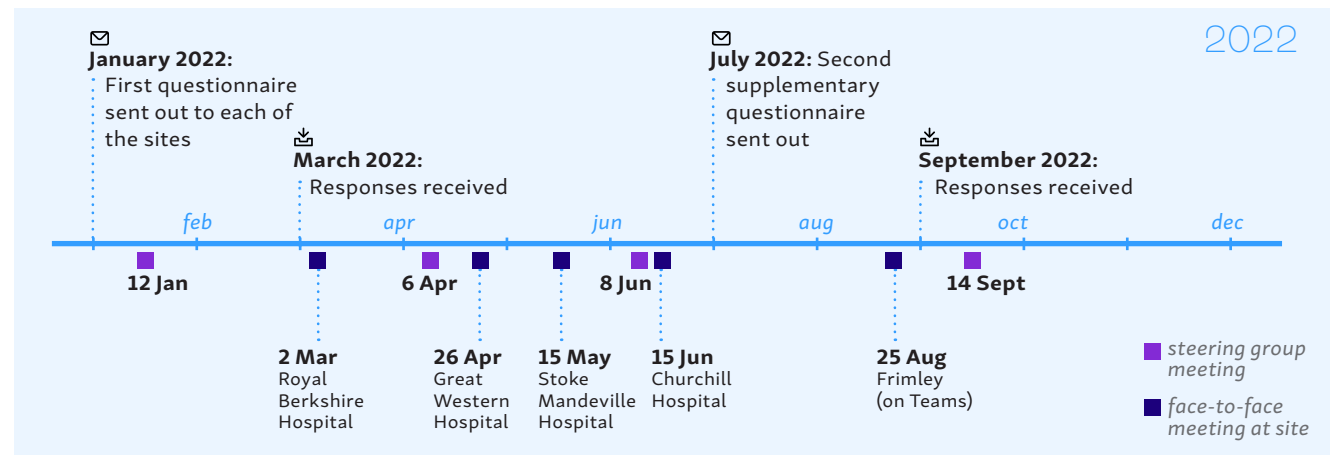 2022
January 2022:
First questionnaire
sent out to each of
the sites
March 2022:
Responses received
July 2022: Second
supplementary
questionnaire
sent out
September 2022:
Responses received
feb
apr
jun
aug
oct
dec
12 Jan
6 Apr
8 Jun
14 Sept
2 Mar
Royal
Berkshire
Hospital
26 Apr
Great
Western
Hospital
15 May
Stoke
Mandeville
Hospital
15 Jun
Churchill
Hospital
25 Aug
Frimley
(on Teams)
steering group
meeting
face-to-face
meeting at site